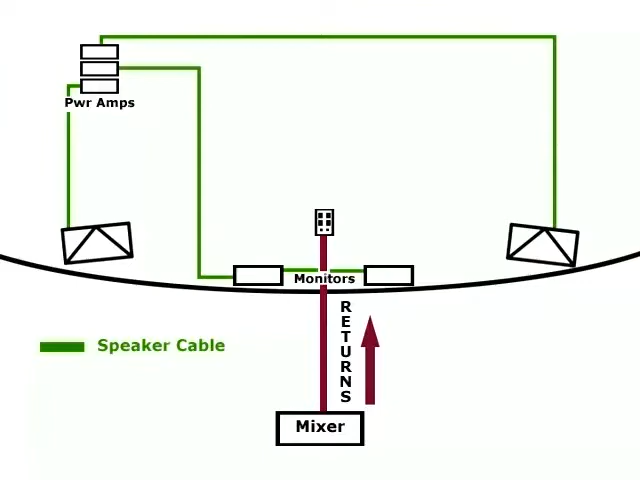 Pwr Amps
Monitors
RETURNS
Speaker Cable
Mixer